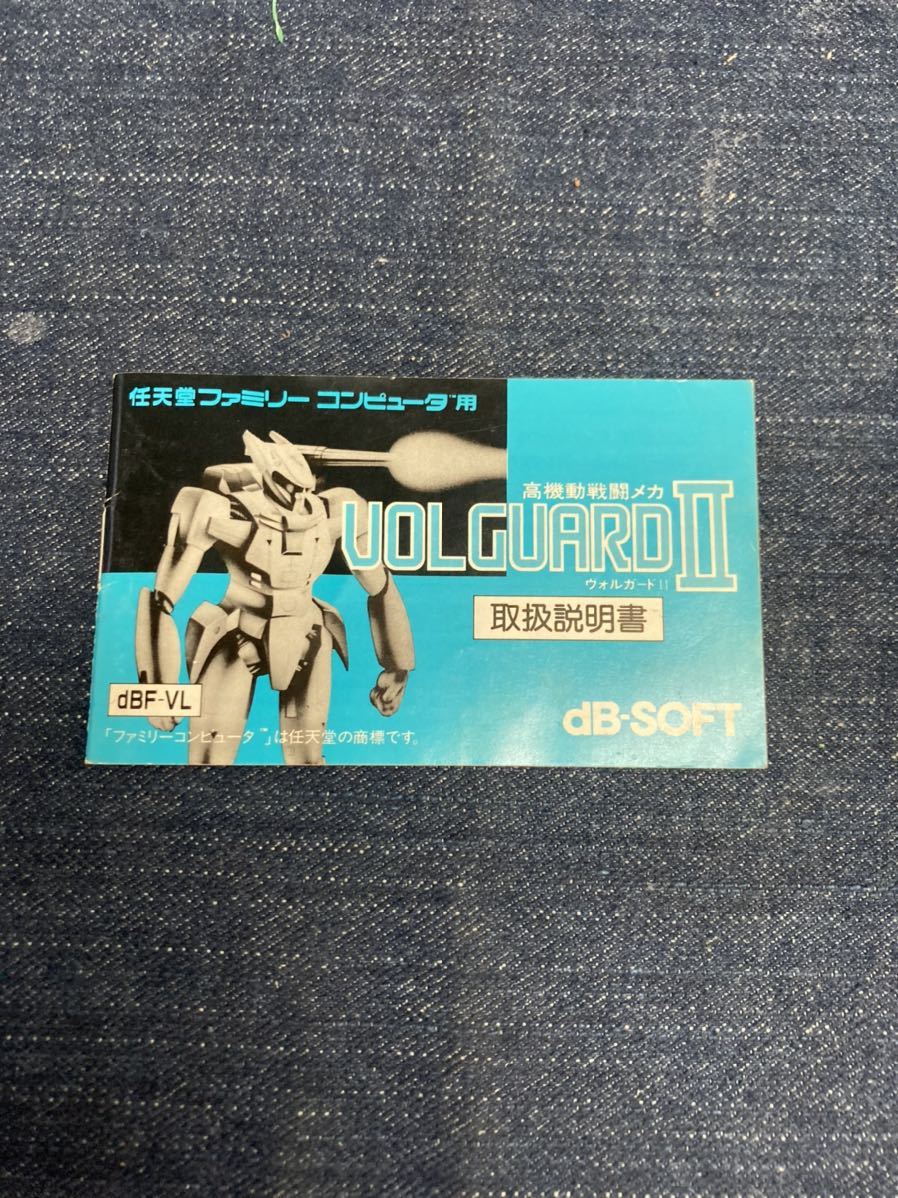 任天堂ファミリー コンピュータ™用
高機動戦闘メカ
VOLGUARD II
ヴォルガードII
取扱説明書
dBF-VL
dB-SOFT
「ファミリーコンピュータ™」は任天堂の商標です。